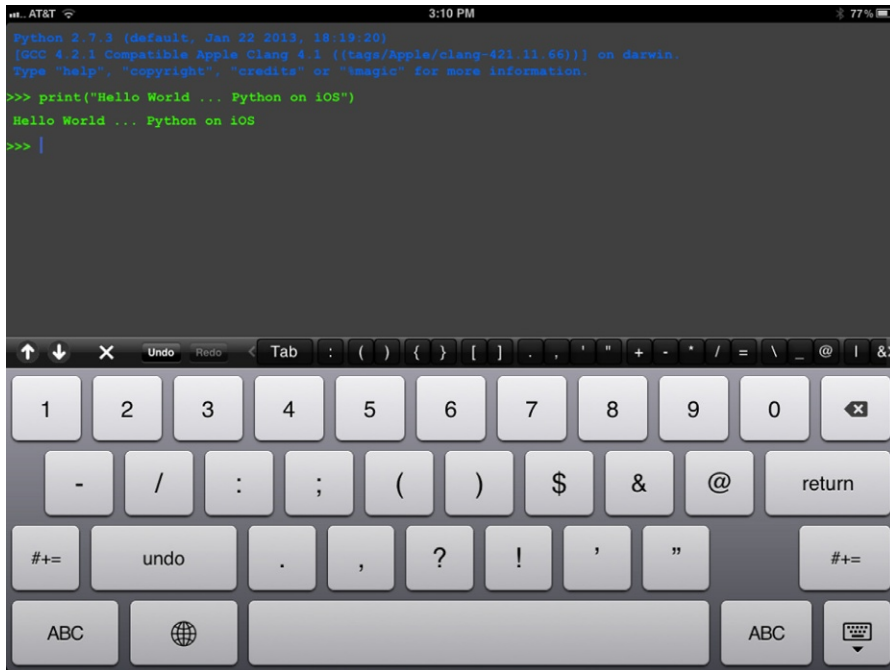 AT&T 3:10 PM 77%
Python 2.7.3 (default, Jan 22 2013, 18:19:20)
[GCC 4.2.1 Compatible Apple Clang 4.1 ((tags/Apple/clang-421.11.66))] on darwin.
Type "help", "copyright", "credits" or "%magic" for more information.
>>> print("Hello World ... Python on iOS")
Hello World ... Python on iOS
>>>
Undo Redo < Tab : ( ) { } [ ] . , ' " + - * / = \ _ @ | &
1 2 3 4 5 6 7 8 9 0
- / : ; ( ) $ & @ return
#+= undo . , ? ! ' " #+=
ABC ABC